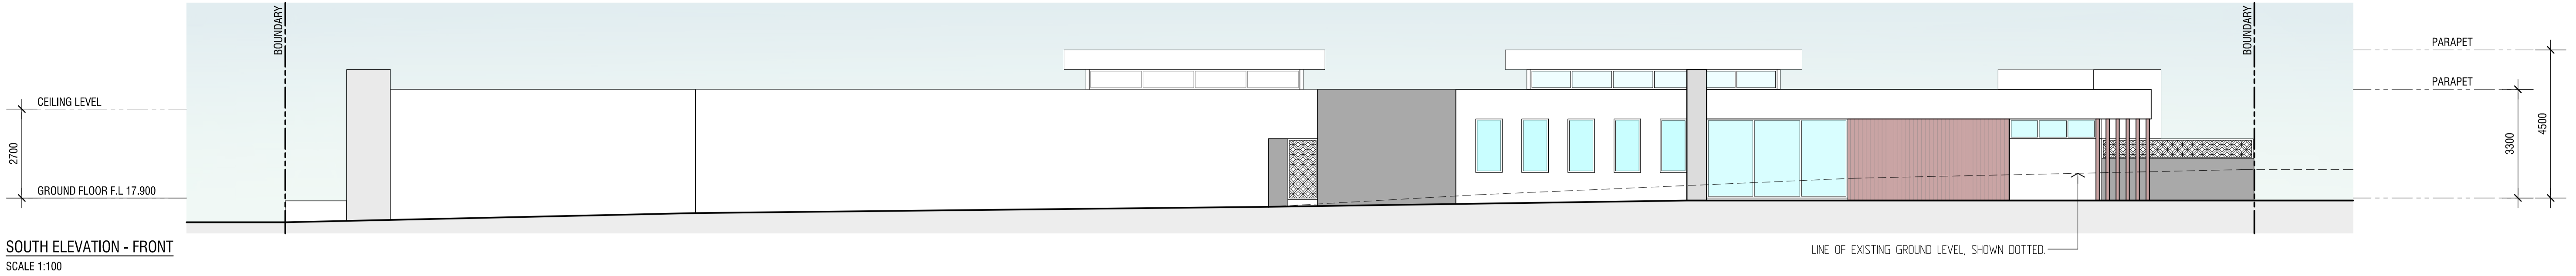 BOUNDARY
BOUNDARY
PARAPET
PARAPET
CEILING LEVEL
2700
3300
4500
GROUND FLOOR F.L 17.900
SOUTH ELEVATION - FRONT
SCALE 1:100
LINE OF EXISTING GROUND LEVEL, SHOWN DOTTED.